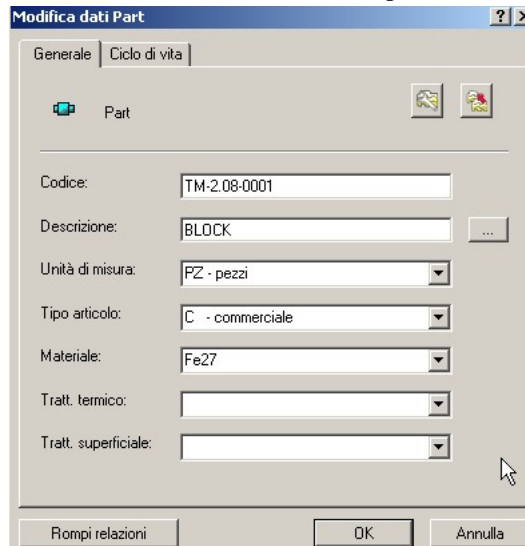 Modifica dati Part
Generale Ciclo di vita
Part
Codice: TM-2.08-0001
Descrizione: BLOCK ...
Unità di misura: PZ - pezzi
Tipo articolo: C - commerciale
Materiale: Fe27
Tratt. termico:
Tratt. superficiale:
Rompi relazioni OK Annulla